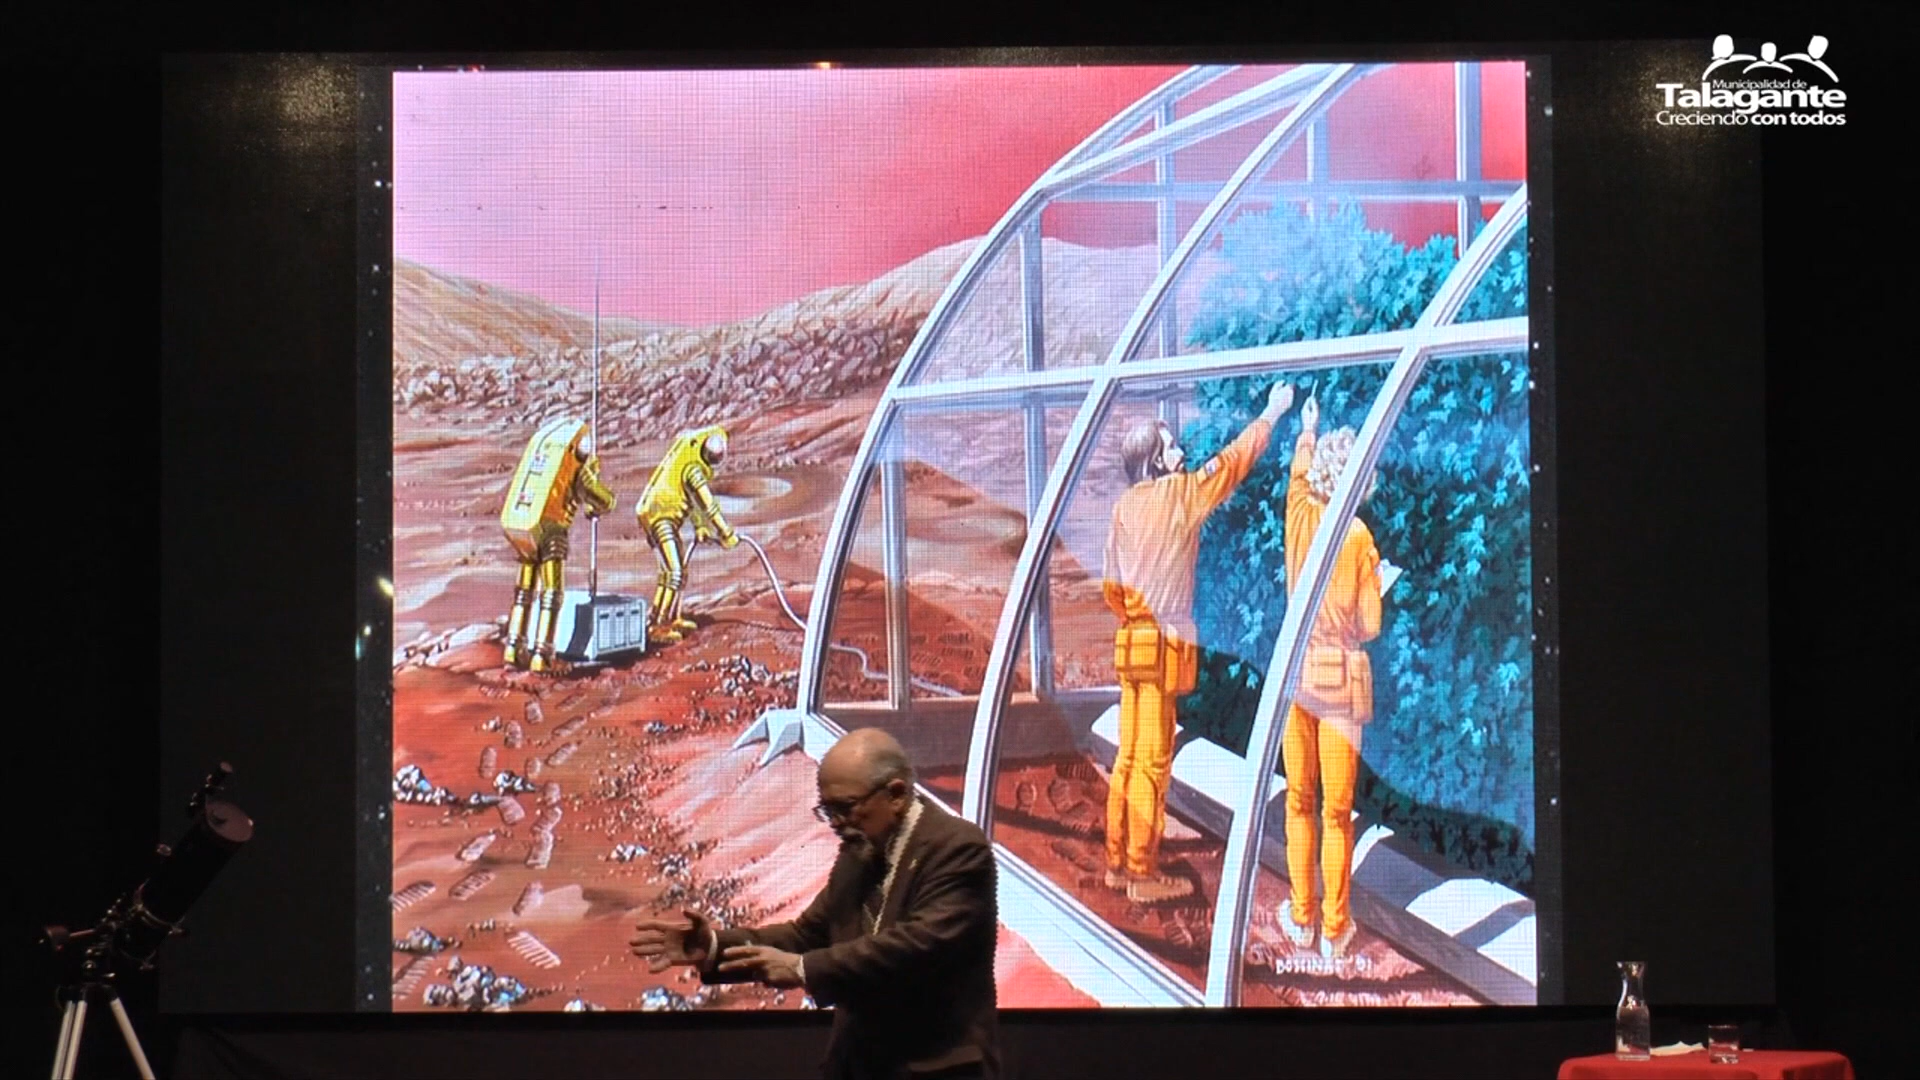 Municipalidad de
Talagante
Creciendo con todos